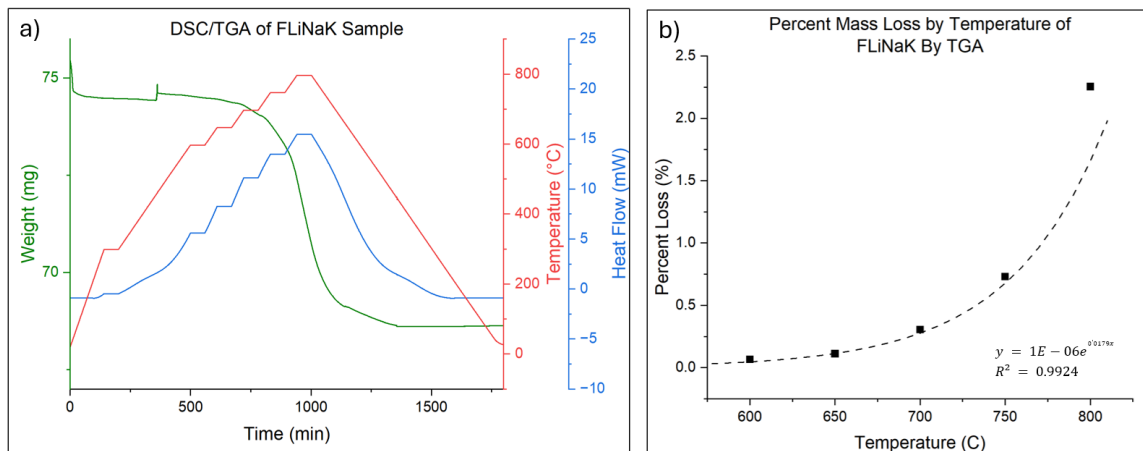 a)
DSC/TGA of FLiNaK Sample
75
70
Weight (mg)
0
500
1000
1500
Time (min)
800
600
400
200
0
Temperature (°C)
25
20
15
10
5
0
−5
−10
Heat Flow (mW)
b)
Percent Mass Loss by Temperature of
FLiNaK By TGA
2.5
2.0
1.5
1.0
0.5
0.0
Percent Loss (%)
600
650
700
750
800
Temperature (C)
y = 1E − 06e^0.0179x
R² = 0.9924